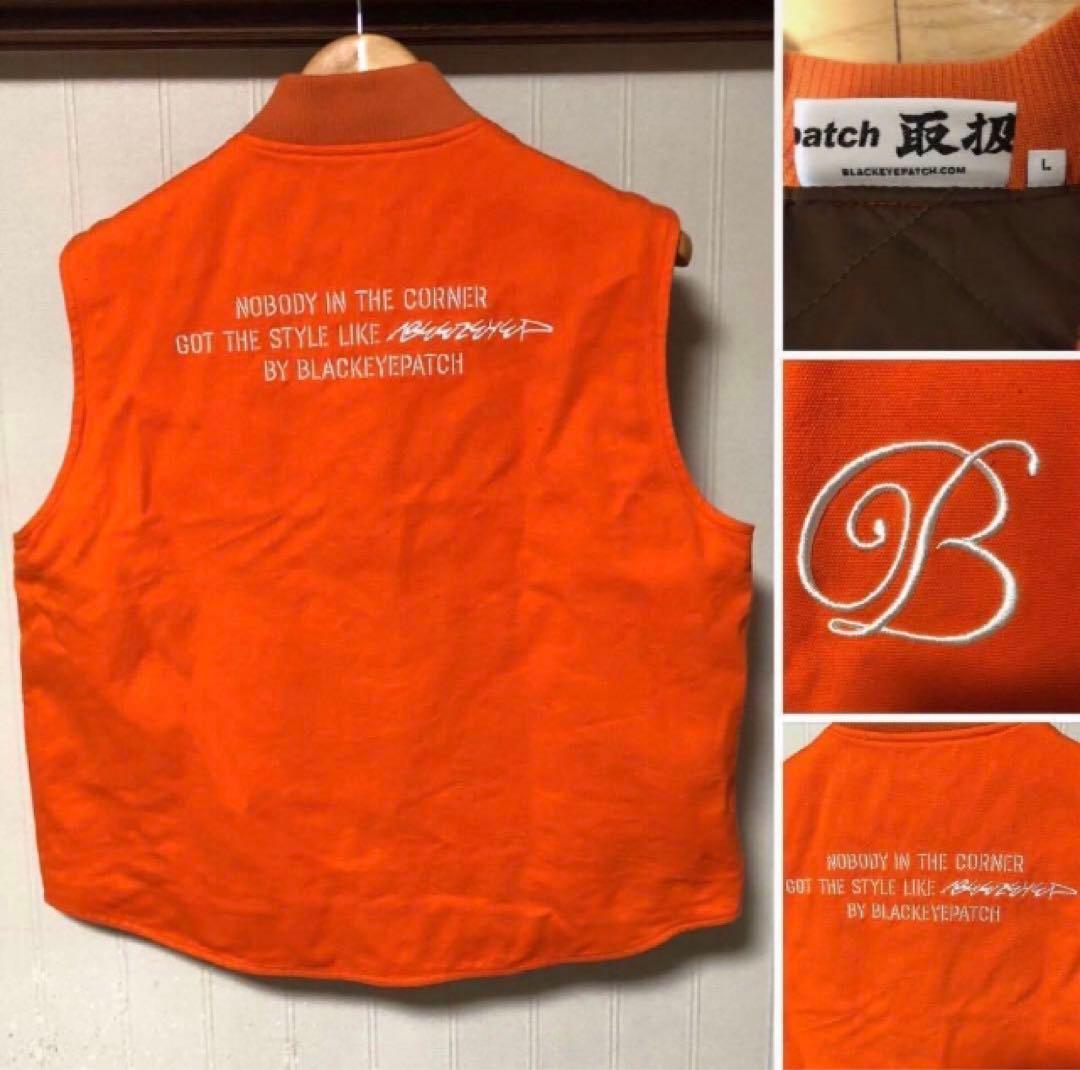 NOBODY IN THE CORNER
GOT THE STYLE LIKE
BY BLACKEYEPATCH
patch 取扱
BLACKEYEPATCH.COM
L
B
NOBODY IN THE CORNER
GOT THE STYLE LIKE
BY BLACKEYEPATCH